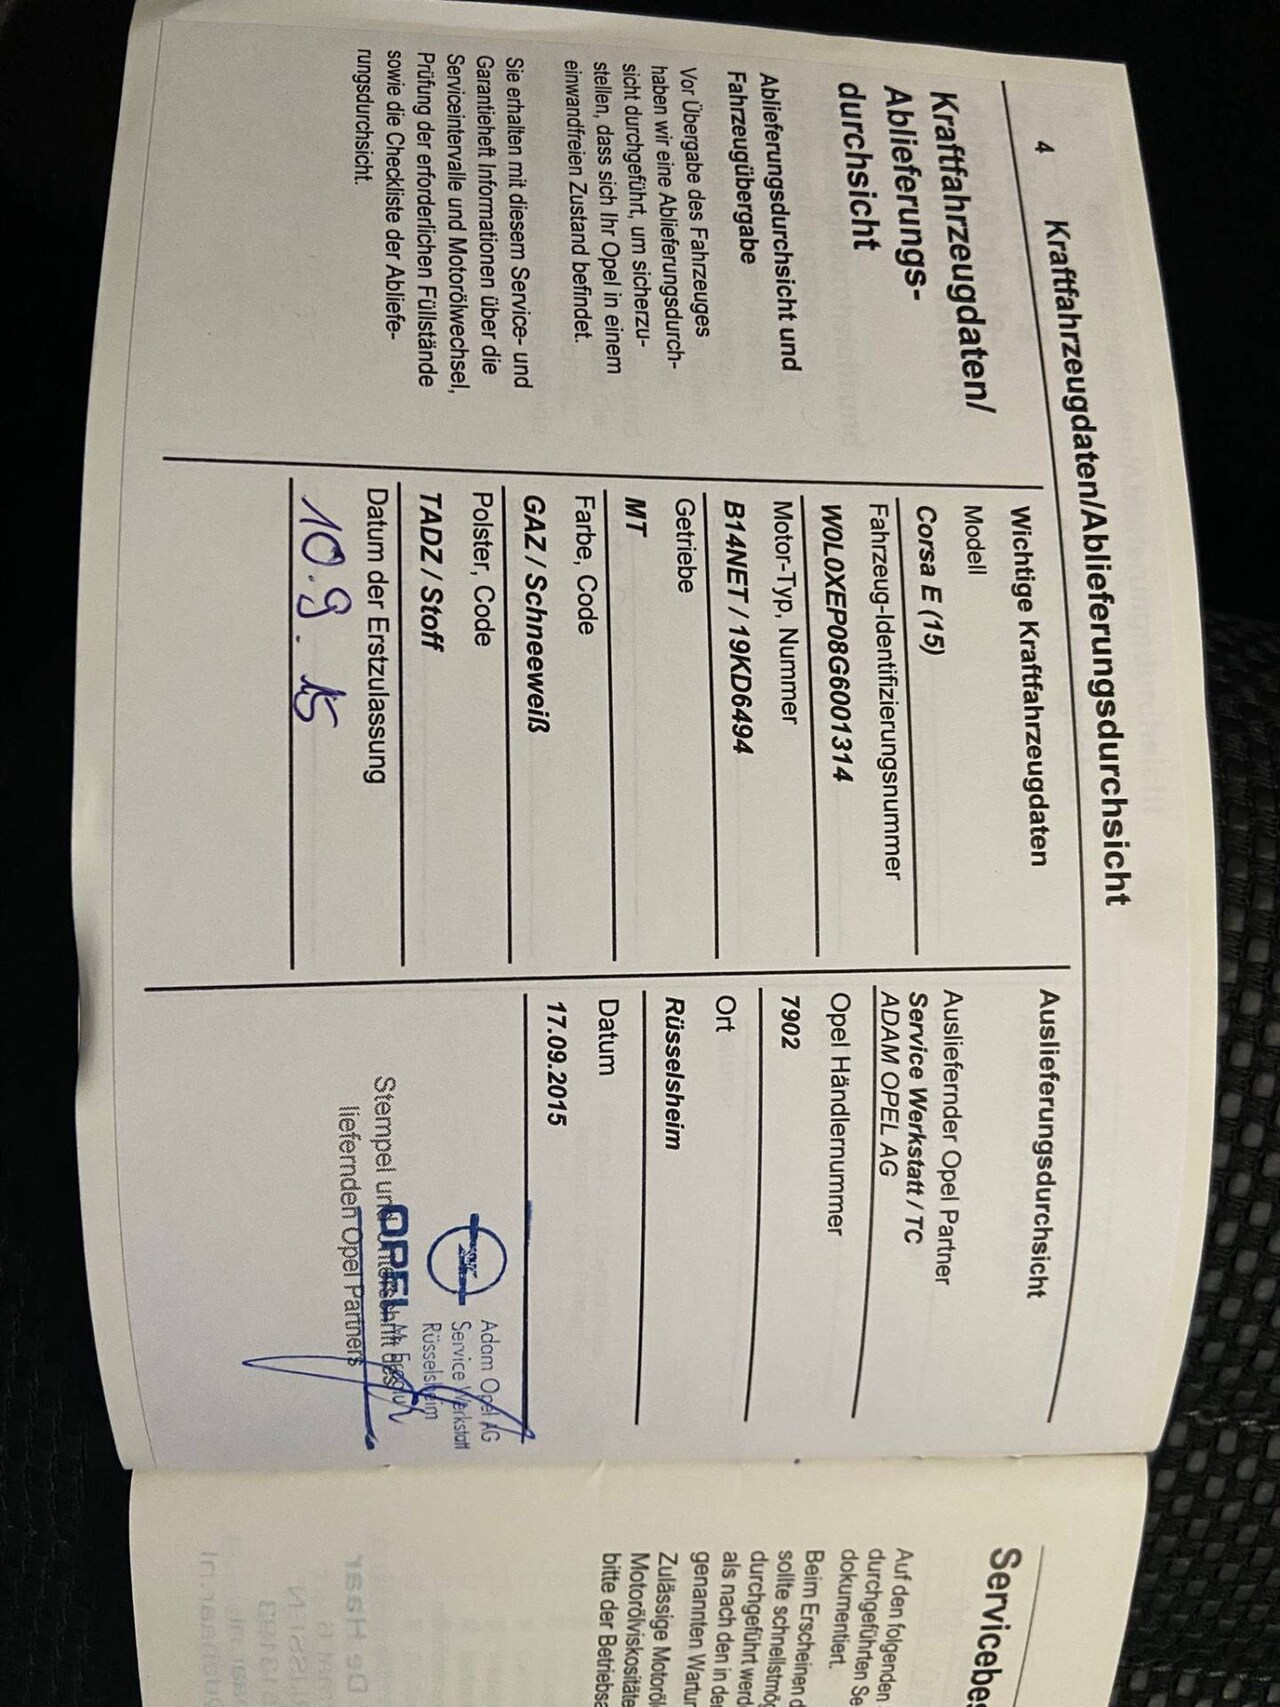 4 Kraftfahrzeugdaten/Ablieferungsdurchsicht
Kraftfahrzeugdaten/
Ablieferungs-
durchsicht
Ablieferungsdurchsicht und
Fahrzeugübergabe
Vor Übergabe des Fahrzeuges
haben wir eine Ablieferungsdurch-
sicht durchgeführt, um sicherzu-
stellen, dass sich Ihr Opel in einem
einwandfreien Zustand befindet.
Sie erhalten mit diesem Service- und
Garantieheft Informationen über die
Serviceintervalle und Motorölwechsel,
Prüfung der erforderlichen Füllstände
sowie die Checkliste der Abliefe-
rungsdurchsicht.
Wichtige Kraftfahrzeugdaten
Modell
Corsa E (15)
Fahrzeug-Identifizierungsnummer
W0L0XEP08G6001314
Motor-Typ, Nummer
B14NET / 19KD6494
Getriebe
MT
Farbe, Code
GAZ / Schneeweiß
Polster, Code
TADZ / Stoff
Datum der Erstzulassung
10.9.15
Auslieferungsdurchsicht
Ausliefernder Opel Partner
Service Werkstatt / TC
ADAM OPEL AG
Opel Händlernummer
7902
Ort
Rüsselsheim
Datum
17.09.2015
Adam Opel AG
Service Werkstatt
Rüsselsheim
OPEL
Stempel und Unterschrift des
liefernden Opel Partners
Auf den folgenden
durchgeführten Se
dokumentiert.
Beim Erscheinen d
sollte schnellstmö
durchgeführt werd
als nach den in de
genannten Wartun
Zulässige Motoröl
Motorölviskosität
bitte der Betriebsa